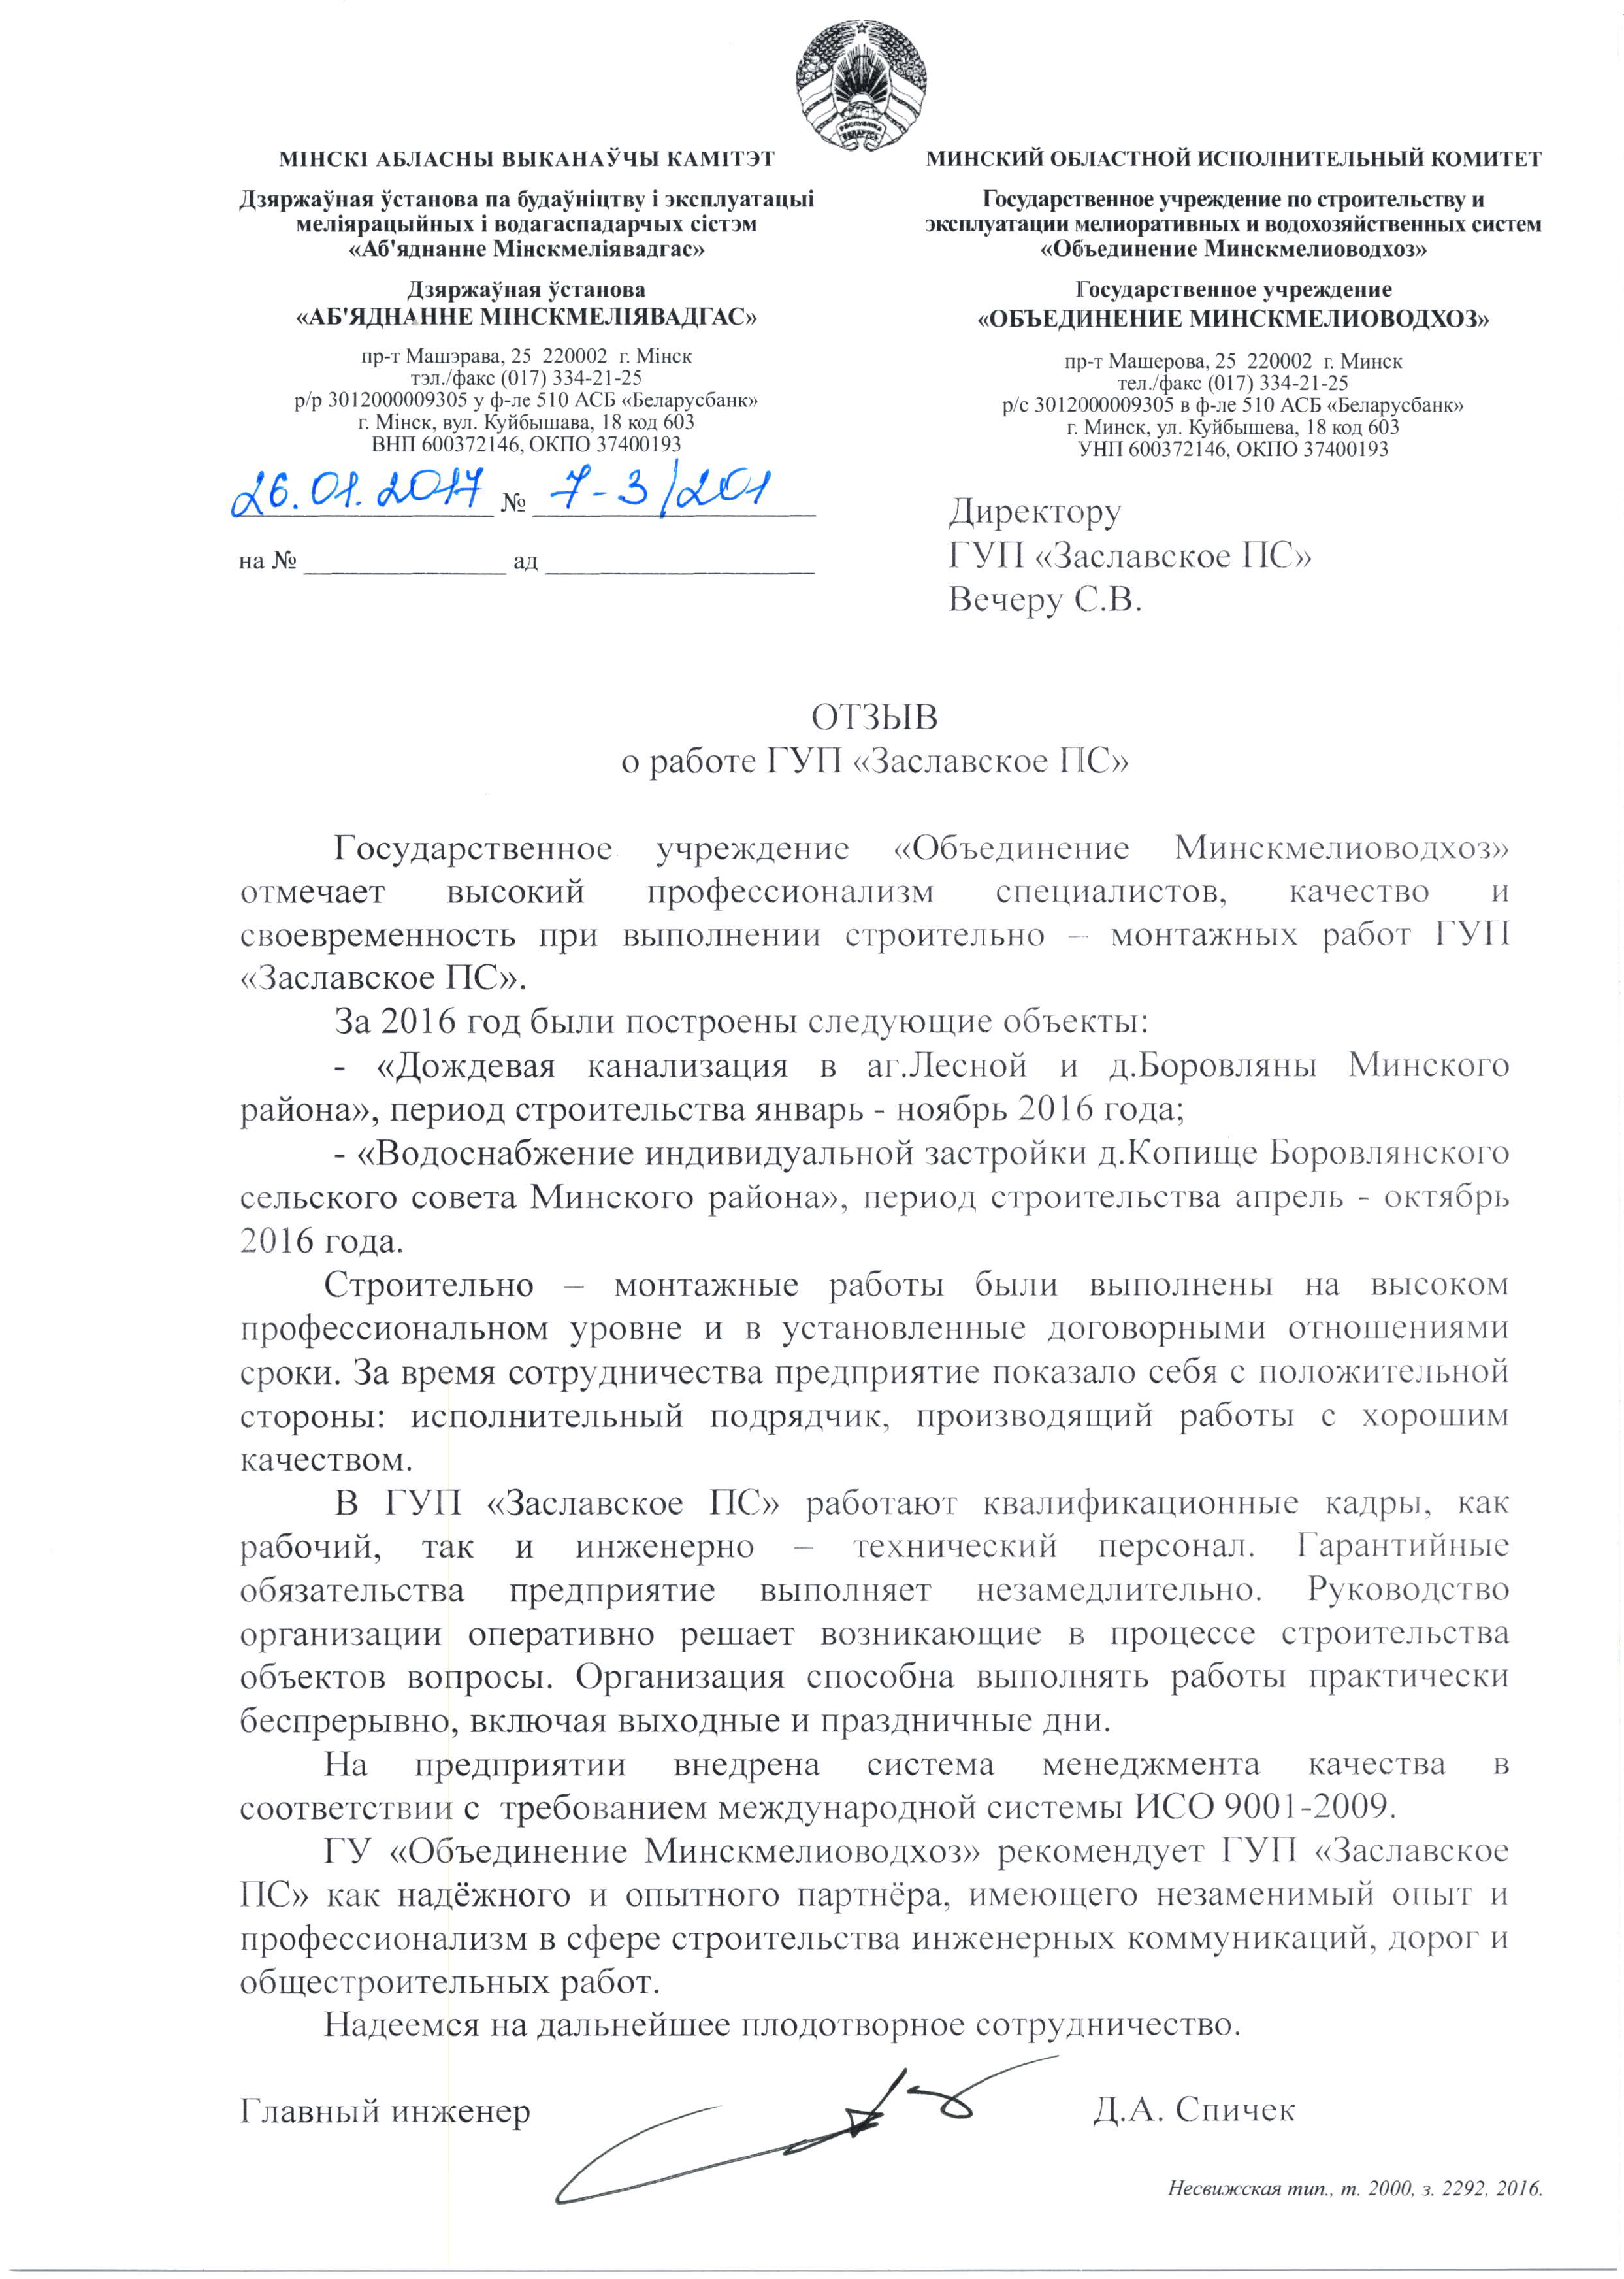 РЭСПУБЛІКА
БЕЛАРУСЬ
МІНСКІ АБЛАСНЫ ВЫКАНАЎЧЫ КАМІТЭТ
Дзяржаўная ўстанова па будаўніцтву і эксплуатацыі
меліярацыйных і водагаспадарчых сістэм
«Аб'яднанне Мінскмеліявадгас»
Дзяржаўная ўстанова
«АБ'ЯДНАННЕ МІНСКМЕЛІЯВАДГАС»
пр-т Машэрава, 25 220002 г. Мінск
тэл./факс (017) 334-21-25
р/р 3012000009305 у ф-ле 510 АСБ «Беларусбанк»
г. Мінск, вул. Куйбышава, 18 код 603
ВНП 600372146, ОКПО 37400193
26.01.2017 № 7-3/201
на № ______ ад ______
МИНСКИЙ ОБЛАСТНОЙ ИСПОЛНИТЕЛЬНЫЙ КОМИТЕТ
Государственное учреждение по строительству и
эксплуатации мелиоративных и водохозяйственных систем
«Объединение Минскмелиоводхоз»
Государственное учреждение
«ОБЪЕДИНЕНИЕ МИНСКМЕЛИОВОДХОЗ»
пр-т Машерова, 25 220002 г. Минск
тел./факс (017) 334-21-25
р/с 3012000009305 в ф-ле 510 АСБ «Беларусбанк»
г. Минск, ул. Куйбышева, 18 код 603
УНП 600372146, ОКПО 37400193
Директору
ГУП «Заславское ПС»
Вечеру С.В.
ОТЗЫВ
о работе ГУП «Заславское ПС»
Государственное учреждение «Объединение Минскмелиоводхоз»
отмечает высокий профессионализм специалистов, качество и
своевременность при выполнении строительно – монтажных работ ГУП
«Заславское ПС».
За 2016 год были построены следующие объекты:
- «Дождевая канализация в аг.Лесной и д.Боровляны Минского
района», период строительства январь - ноябрь 2016 года;
- «Водоснабжение индивидуальной застройки д.Копище Боровлянского
сельского совета Минского района», период строительства апрель - октябрь
2016 года.
Строительно – монтажные работы были выполнены на высоком
профессиональном уровне и в установленные договорными отношениями
сроки. За время сотрудничества предприятие показало себя с положительной
стороны: исполнительный подрядчик, производящий работы с хорошим
качеством.
В ГУП «Заславское ПС» работают квалификационные кадры, как
рабочий, так и инженерно – технический персонал. Гарантийные
обязательства предприятие выполняет незамедлительно. Руководство
организации оперативно решает возникающие в процессе строительства
объектов вопросы. Организация способна выполнять работы практически
беспрерывно, включая выходные и праздничные дни.
На предприятии внедрена система менеджмента качества в
соответствии с требованием международной системы ИСО 9001-2009.
ГУ «Объединение Минскмелиоводхоз» рекомендует ГУП «Заславское
ПС» как надёжного и опытного партнёра, имеющего незаменимый опыт и
профессионализм в сфере строительства инженерных коммуникаций, дорог и
общестроительных работ.
Надеемся на дальнейшее плодотворное сотрудничество.
Главный инженер Д.А. Спичек
Несвижская тип., т. 2000, з. 2292, 2016.